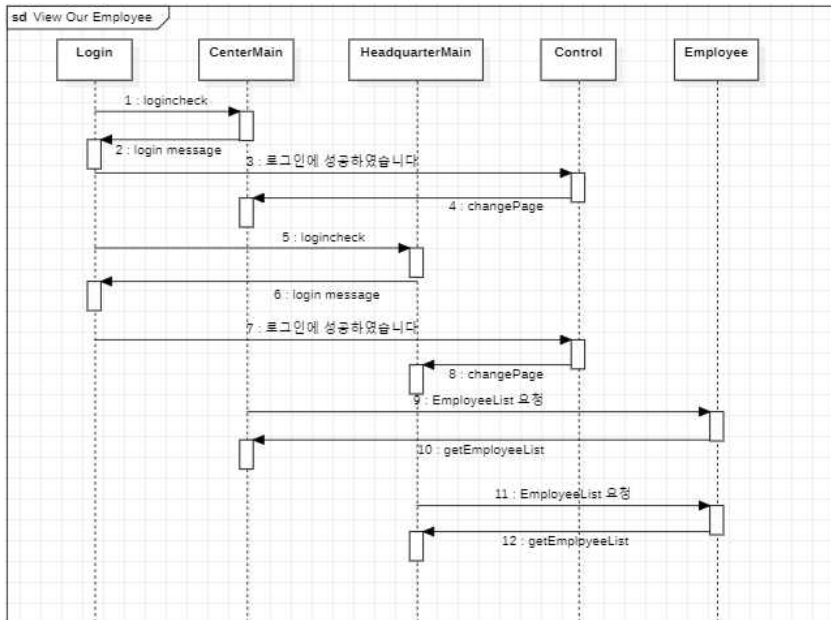 sd View Our Employee
Login
CenterMain
HeadquarterMain
Control
Employee
1 : logincheck
2 : login message
3 : 로그인에 성공하였습니다
4 : changePage
5 : logincheck
6 : login message
7 : 로그인에 성공하였습니다
8 : changePage
9 : EmployeeList 요청
10 : getEmployeeList
11 : EmployeeList 요청
12 : getEmployeeList